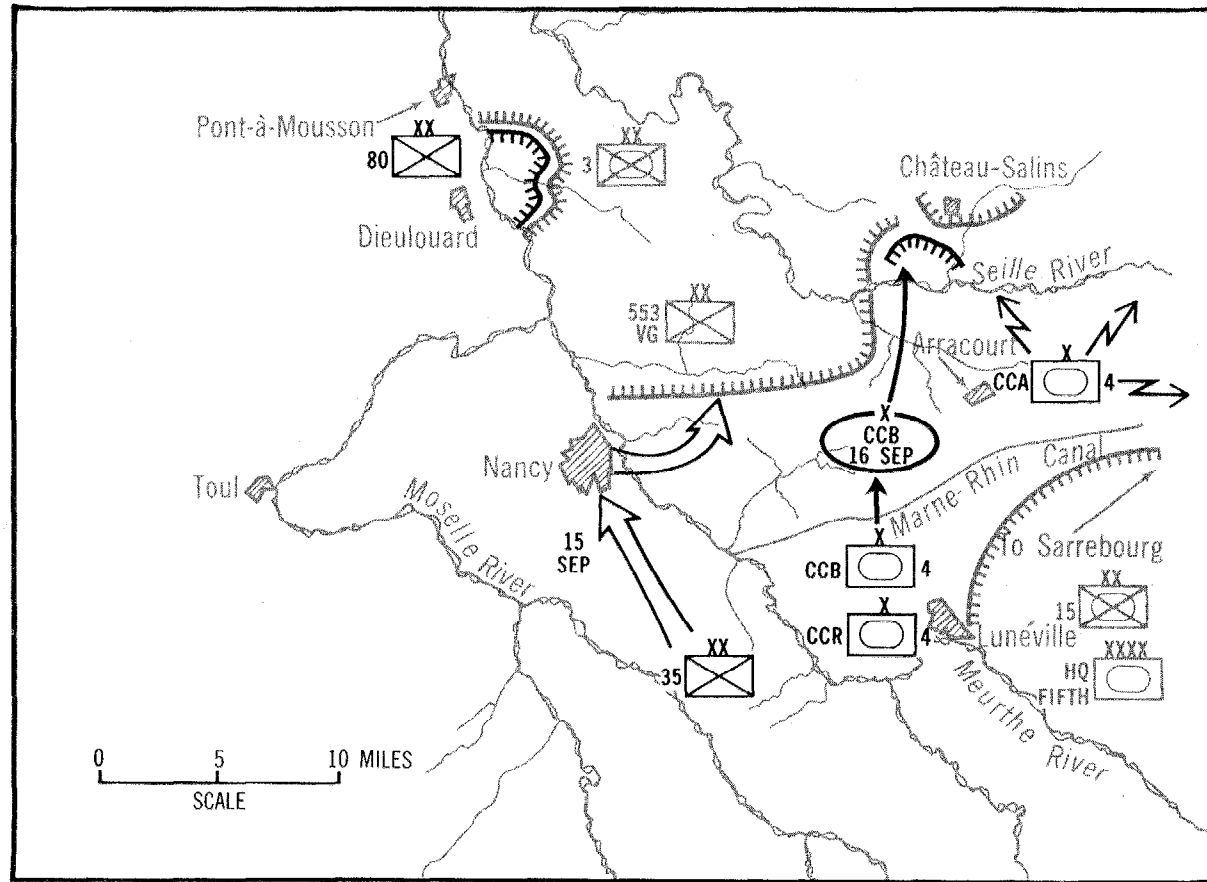 Pont-à-Mousson
XX
80
XX
3
Château-Salins
Dieulouard
Seille River
XX
553
VG
Arracourt
X
CCA 4
X
CCB
16 SEP
Nancy
Toul
Moselle River
Marne-Rhin Canal
15
SEP
To Sarrebourg
X
CCB 4
XX
15
X
CCR 4
Lunéville
XX
35
XXXX
HQ
FIFTH
Meurthe River
0 5 10 MILES
SCALE